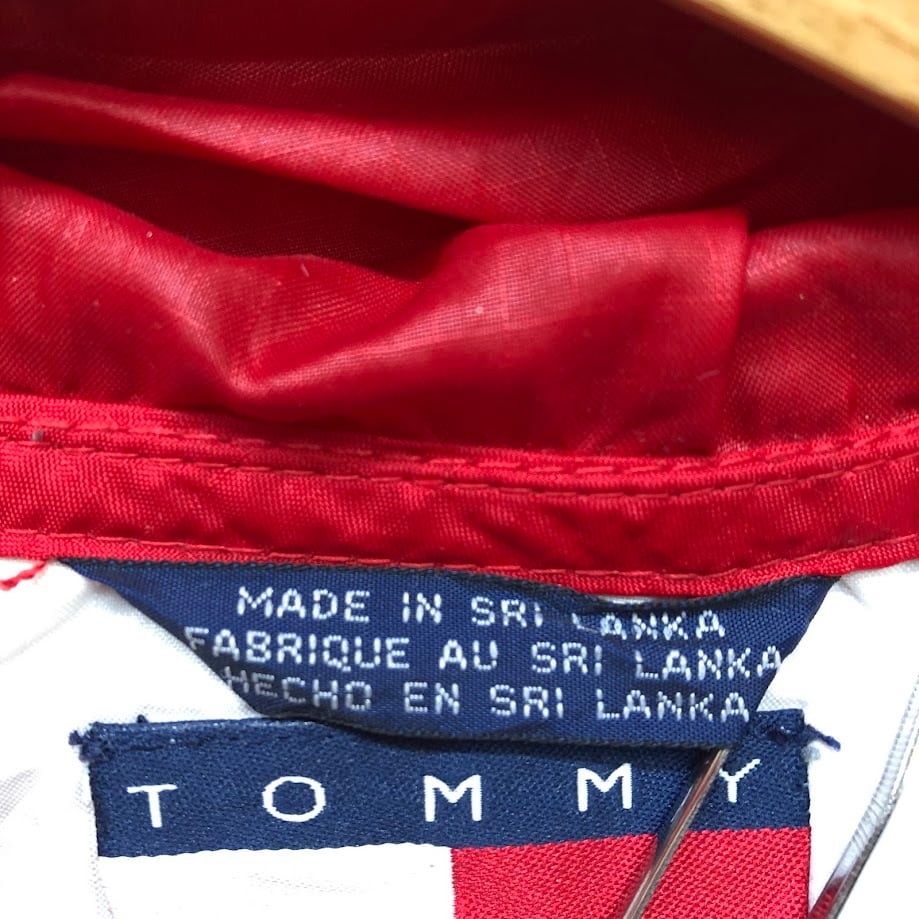 MADE IN SRI LANKA
FABRIQUE AU SRI LANKA
HECHO EN SRI LANKA
TOMMY